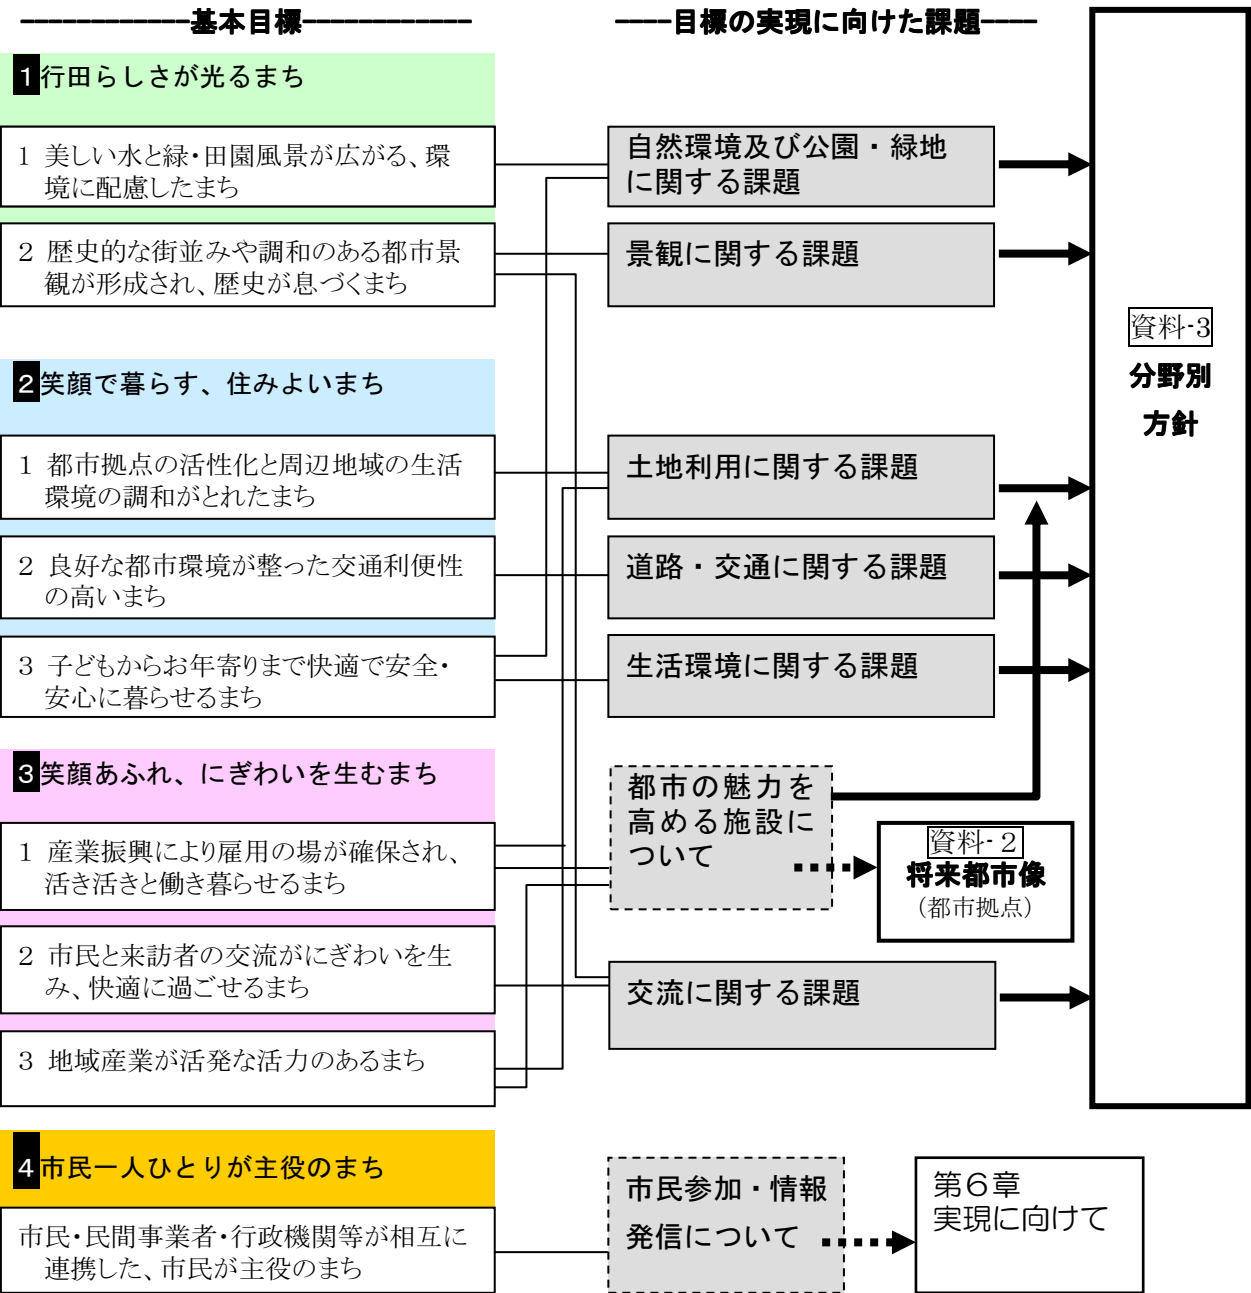 基本目標
目標の実現に向けた課題
1行田らしさが光るまち
1 美しい水と緑・田園風景が広がる、環
境に配慮したまち
2 歴史的な街並みや調和のある都市景
観が形成され、歴史が息づくまち
2笑顔で暮らす、住みよいまち
1 都市拠点の活性化と周辺地域の生活
環境の調和がとれたまち
2 良好な都市環境が整った交通利便性
の高いまち
3 子どもからお年寄りまで快適で安全・
安心に暮らせるまち
3笑顔あふれ、にぎわいを生むまち
1 産業振興により雇用の場が確保され、
活き活きと働き暮らせるまち
2 市民と来訪者の交流がにぎわいを生
み、快適に過ごせるまち
3 地域産業が活発な活力のあるまち
4市民一人ひとりが主役のまち
市民・民間事業者・行政機関等が相互に
連携した、市民が主役のまち
自然環境及び公園・緑地
に関する課題
景観に関する課題
土地利用に関する課題
道路・交通に関する課題
生活環境に関する課題
都市の魅力を
高める施設に
ついて
交流に関する課題
市民参加・情報
発信について
資料-2
将来都市像
（都市拠点）
第6章
実現に向けて
資料-3
分野別
方針